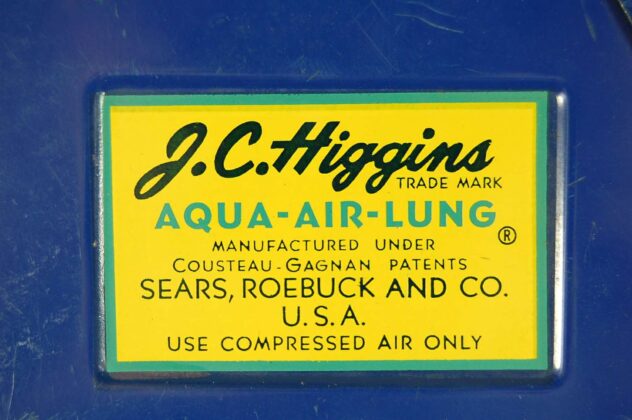 J.C.Higgins
TRADE MARK
AQUA-AIR-LUNG ®
MANUFACTURED UNDER
COUSTEAU-GAGNAN PATENTS
SEARS, ROEBUCK AND CO.
U.S.A.
USE COMPRESSED AIR ONLY